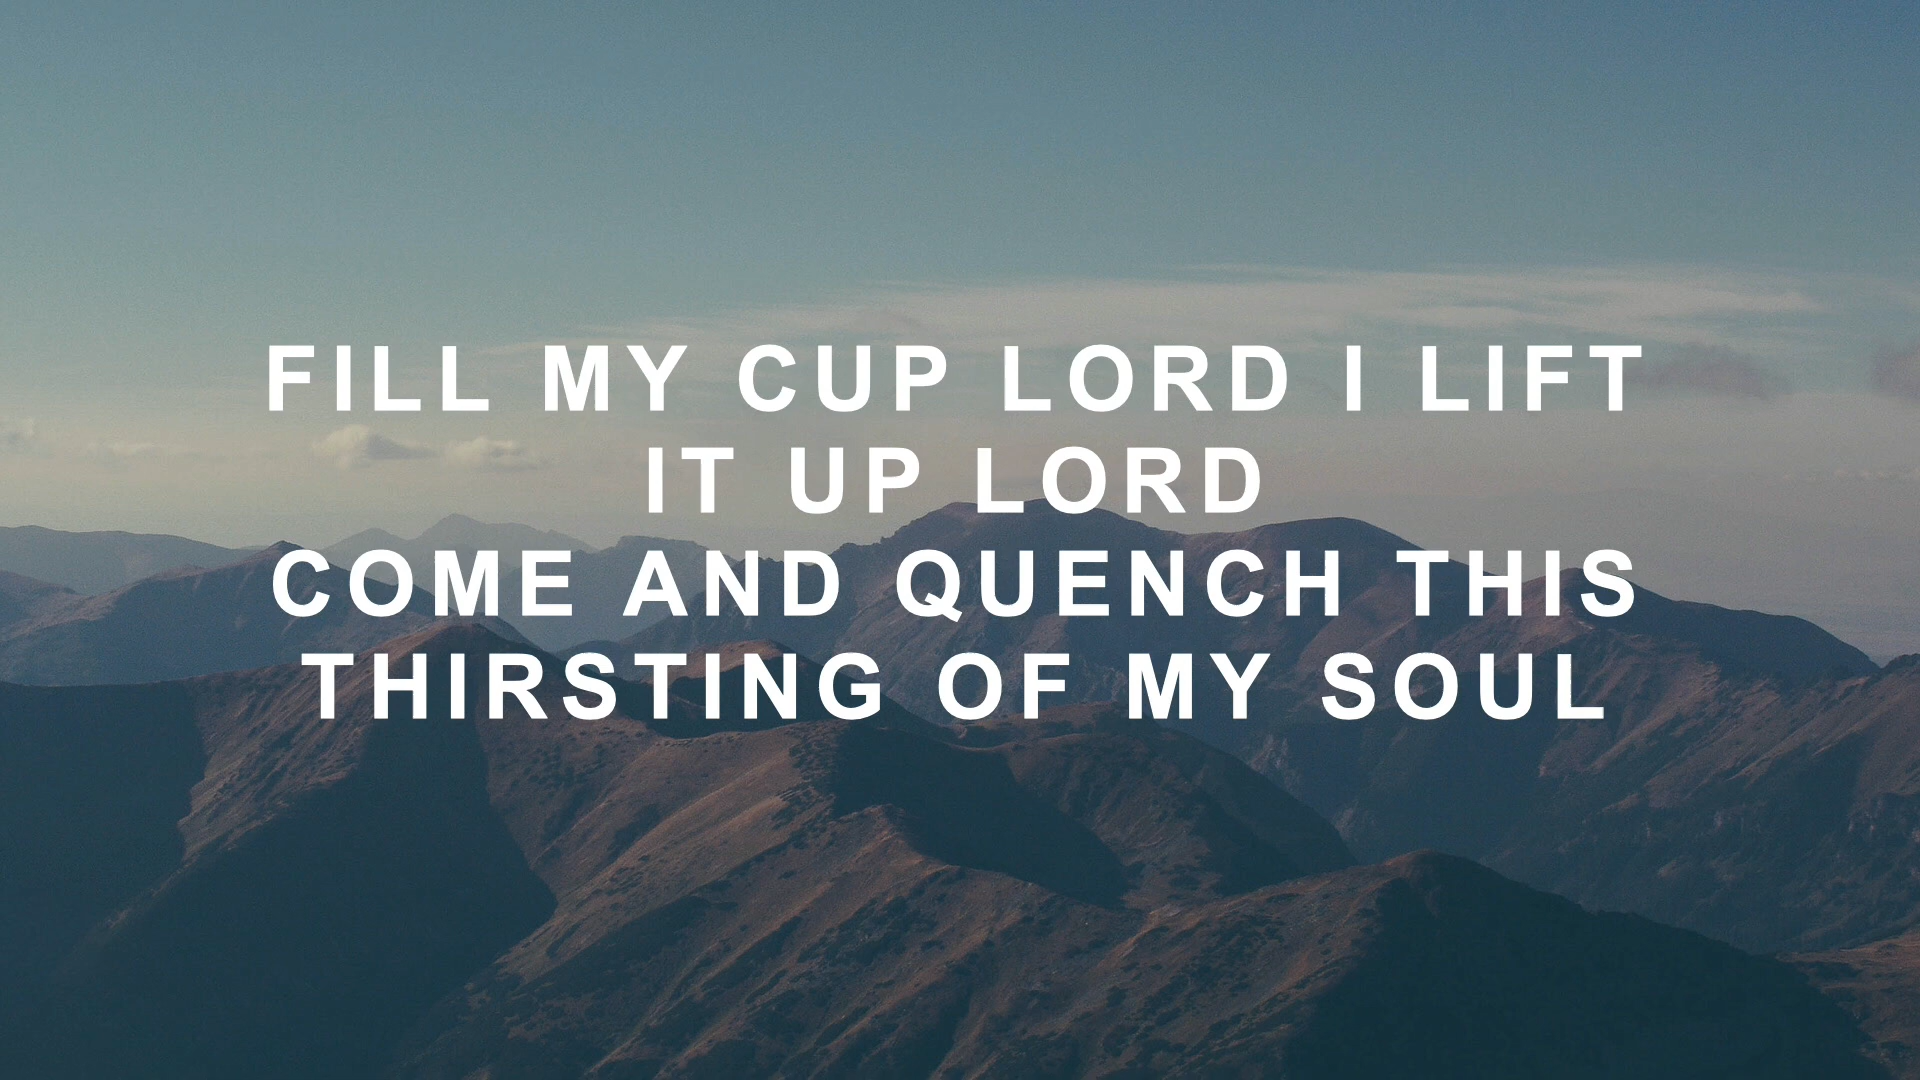 FILL MY CUP LORD I LIFT
IT UP LORD
COME AND QUENCH THIS
THIRSTING OF MY SOUL